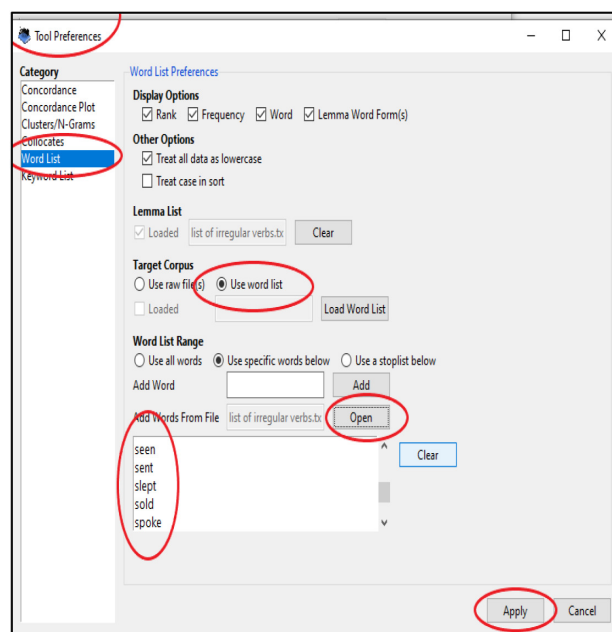 Tool Preferences
Category
Concordance
Concordance Plot
Clusters/N-Grams
Collocates
Word List
Keyword List
Word List Preferences
Display Options
Rank Frequency Word Lemma Word Form(s)
Other Options
Treat all data as lowercase
Treat case in sort
Lemma List
Loaded list of irregular verbs.tx Clear
Target Corpus
Use raw file(s) Use word list
Loaded Load Word List
Word List Range
Use all words Use specific words below Use a stoplist below
Add Word Add
Add Words From File list of irregular verbs.tx Open
seen
sent
slept
sold
spoke
Clear
Apply Cancel